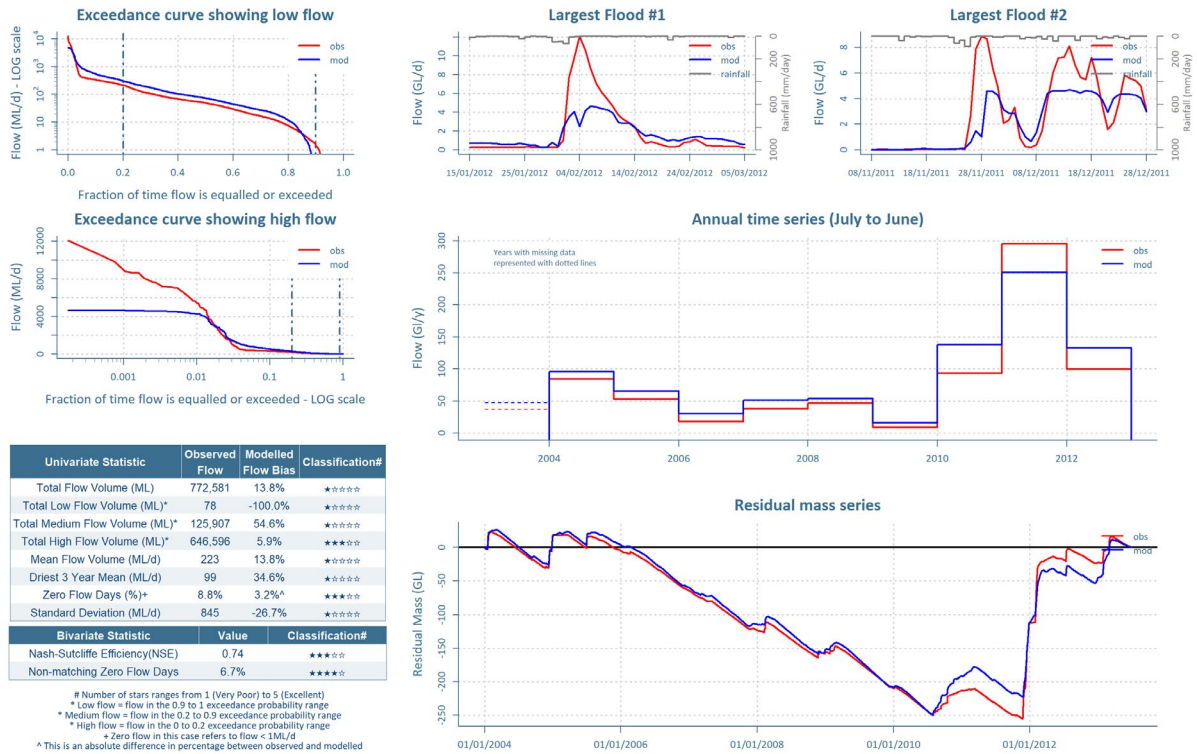 Exceedance curve showing low flow
Flow (ML/d) - LOG scale
10⁴
10³
10²
10
1
obs
mod
0.0 0.2 0.4 0.6 0.8 1.0
Fraction of time flow is equalled or exceeded
Largest Flood #1
Flow (GL/d)
10
8
6
4
2
0
obs
mod
rainfall
0
200
600
1000
Rainfall (mm/day)
15/01/2012 25/01/2012 04/02/2012 14/02/2012 24/02/2012 05/03/2012
Largest Flood #2
Flow (GL/d)
8
6
4
2
0
obs
mod
rainfall
0
200
600
1000
Rainfall (mm/day)
08/11/2011 18/11/2011 28/11/2011 08/12/2011 18/12/2011 28/12/2011
Exceedance curve showing high flow
Flow (ML/d)
12000
8000
4000
0
obs
mod
0.001 0.01 0.1 1
Fraction of time flow is equalled or exceeded - LOG scale
Annual time series (July to June)
Flow (Gl/y)
300
250
200
150
100
50
0
Years with missing data
represented with dotted lines
obs
mod
2004 2006 2008 2010 2012
Univariate Statistic Observed Flow Modelled Flow Bias Classification#
Total Flow Volume (ML) 772,581 13.8% ★☆☆☆☆
Total Low Flow Volume (ML)* 78 -100.0% ★☆☆☆☆
Total Medium Flow Volume (ML)* 125,907 54.6% ★☆☆☆☆
Total High Flow Volume (ML)* 646,596 5.9% ★★★☆☆
Mean Flow Volume (ML/d) 223 13.8% ★☆☆☆☆
Driest 3 Year Mean (ML/d) 99 34.6% ★☆☆☆☆
Zero Flow Days (%)+ 8.8% 3.2%^ ★★★☆☆
Standard Deviation (ML/d) 845 -26.7% ★☆☆☆☆
Bivariate Statistic Value Classification#
Nash-Sutcliffe Efficiency(NSE) 0.74 ★★★☆☆
Non-matching Zero Flow Days 6.7% ★★★★☆
# Number of stars ranges from 1 (Very Poor) to 5 (Excellent)
* Low flow = flow in the 0.9 to 1 exceedance probability range
* Medium flow = flow in the 0.2 to 0.9 exceedance probability range
* High flow = flow in the 0 to 0.2 exceedance probability range
+ Zero flow in this case refers to flow < 1ML/d
^ This is an absolute difference in percentage between observed and modelled
Residual mass series
Residual Mass (GL)
0
-50
-100
-150
-200
-250
obs
mod
01/01/2004 01/01/2006 01/01/2008 01/01/2010 01/01/2012